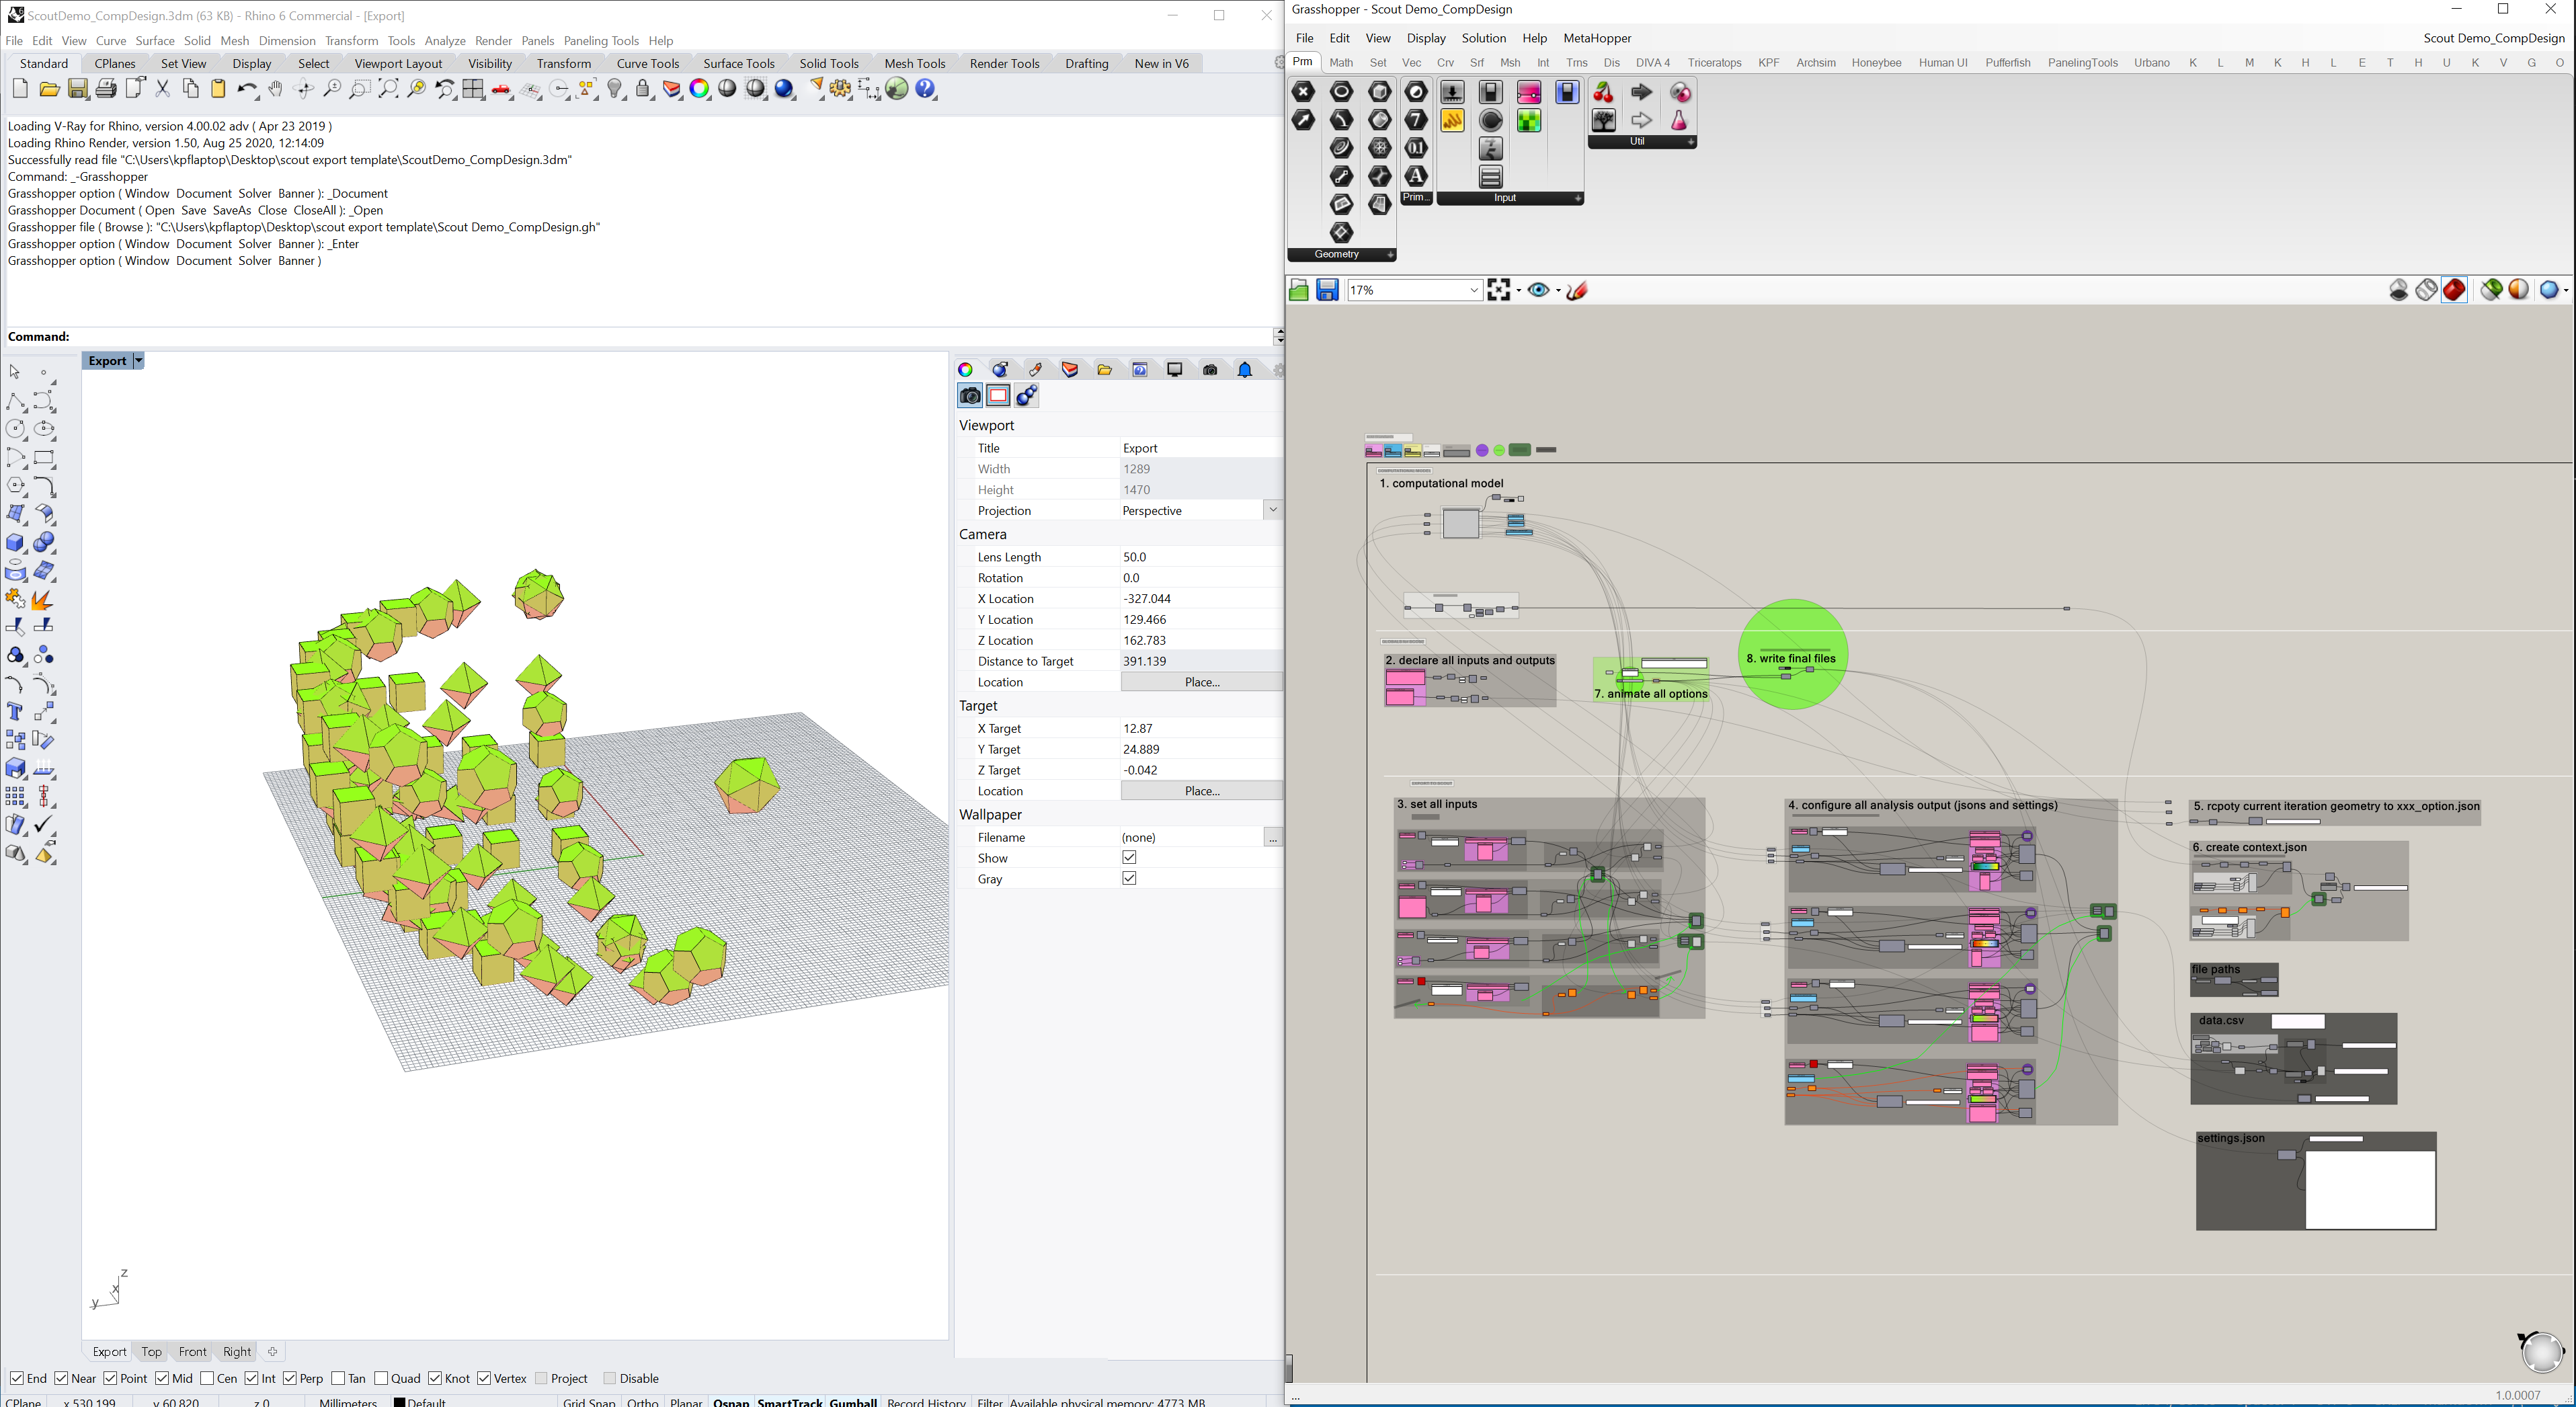 ScoutDemo_CompDesign.3dm (63 KB) - Rhino 6 Commercial - [Export]
File Edit View Curve Surface Solid Mesh Dimension Transform Tools Analyze Render Panels Paneling Tools Help
Standard CPlanes Set View Display Select Viewport Layout Visibility Transform Curve Tools Surface Tools Solid Tools Mesh Tools Render Tools Drafting New in V6
Loading V-Ray for Rhino, version 4.00.02 adv ( Apr 23 2019 )
Loading Rhino Render, version 1.50, Aug 25 2020, 12:14:09
Successfully read file "C:\Users\kpflaptop\Desktop\scout export template\ScoutDemo_CompDesign.3dm"
Command: _-Grasshopper
Grasshopper option ( Window Document Solver Banner ): _Document
Grasshopper Document ( Open Save SaveAs Close CloseAll ): _Open
Grasshopper file ( Browse ): "C:\Users\kpflaptop\Desktop\scout export template\Scout Demo_CompDesign.gh"
Grasshopper option ( Window Document Solver Banner ): _Enter
Grasshopper option ( Window Document Solver Banner )
Command:
Export
Viewport
Title Export
Width 1289
Height 1470
Projection Perspective
Camera
Lens Length 50.0
Rotation 0.0
X Location -327.044
Y Location 129.466
Z Location 162.783
Distance to Target 391.139
Location Place...
Target
X Target 12.87
Y Target 24.889
Z Target -0.042
Location Place...
Wallpaper
Filename (none) ...
Show
Gray
z
x
y
Export Top Front Right
End Near Point Mid Cen Int Perp Tan Quad Knot Vertex Project Disable
CPlane x 530.199 y 60.820 z 0 Millimeters Default Grid Snap Ortho Planar Osnap SmartTrack Gumball Record History Filter Available physical memory: 4773 MB
Grasshopper - Scout Demo_CompDesign
File Edit View Display Solution Help MetaHopper Scout Demo_CompDesign
Prm Math Set Vec Crv Srf Msh Int Trns Dis DIVA 4 Triceratops KPF Archsim Honeybee Human UI Pufferfish PanelingTools Urbano K L M K H L E T H U K V G O
Geometry
Prim...
Input
Util
17%
1. computational model
2. declare all inputs and outputs
7. animate all options
8. write final files
3. set all inputs
4. configure all analysis output (jsons and settings)
5. rcpoty current iteration geometry to xxx_option.json
6. create context.json
file paths
data.csv
settings.json
...
1.0.0007